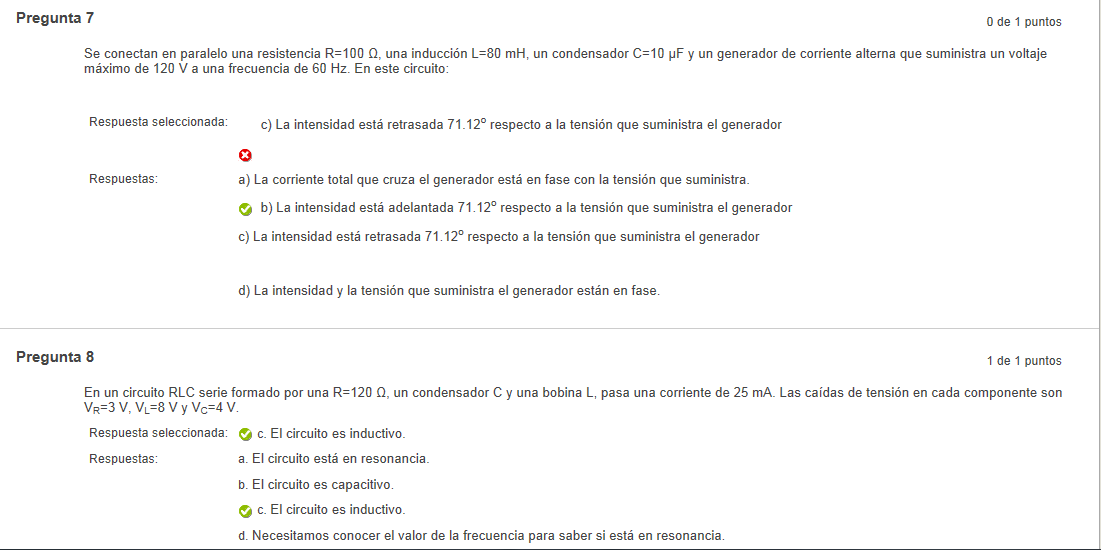 Pregunta 7
0 de 1 puntos
Se conectan en paralelo una resistencia R=100 Ω, una inducción L=80 mH, un condensador C=10 μF y un generador de corriente alterna que suministra un voltaje
máximo de 120 V a una frecuencia de 60 Hz. En este circuito:
Respuesta seleccionada: c) La intensidad está retrasada 71.12º respecto a la tensión que suministra el generador
Respuestas: a) La corriente total que cruza el generador está en fase con la tensión que suministra.
b) La intensidad está adelantada 71.12º respecto a la tensión que suministra el generador
c) La intensidad está retrasada 71.12º respecto a la tensión que suministra el generador
d) La intensidad y la tensión que suministra el generador están en fase.
Pregunta 8
1 de 1 puntos
En un circuito RLC serie formado por una R=120 Ω, un condensador C y una bobina L, pasa una corriente de 25 mA. Las caídas de tensión en cada componente son
VR=3 V, VL=8 V y VC=4 V.
Respuesta seleccionada: c. El circuito es inductivo.
Respuestas: a. El circuito está en resonancia.
b. El circuito es capacitivo.
c. El circuito es inductivo.
d. Necesitamos conocer el valor de la frecuencia para saber si está en resonancia.